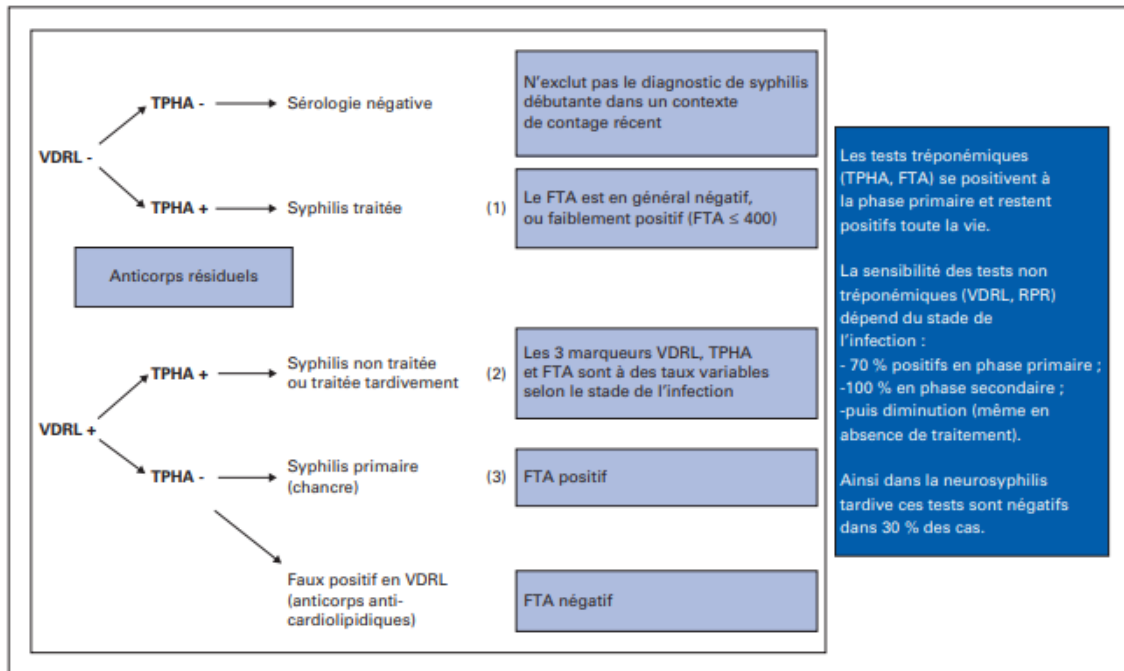 N'exclut pas le diagnostic de syphilis
débutante dans un contexte
de contage récent
TPHA -
Sérologie négative
VDRL -
TPHA +
Syphilis traitée
(1)
Le FTA est en général négatif,
ou faiblement positif (FTA ≤ 400)
Anticorps résiduels
TPHA +
Syphilis non traitée
ou traitée tardivement
(2)
Les 3 marqueurs VDRL, TPHA
et FTA sont à des taux variables
selon le stade de l'infection
VDRL +
TPHA -
Syphilis primaire
(chancre)
(3)
FTA positif
Faux positif en VDRL
(anticorps anti-
cardiolipidiques)
FTA négatif
Les tests tréponémiques
(TPHA, FTA) se positivent à
la phase primaire et restent
positifs toute la vie.
La sensibilité des tests non
tréponémiques (VDRL, RPR)
dépend du stade de
l'infection :
- 70 % positifs en phase primaire ;
-100 % en phase secondaire ;
-puis diminution (même en
absence de traitement).
Ainsi dans la neurosyphilis
tardive ces tests sont négatifs
dans 30 % des cas.